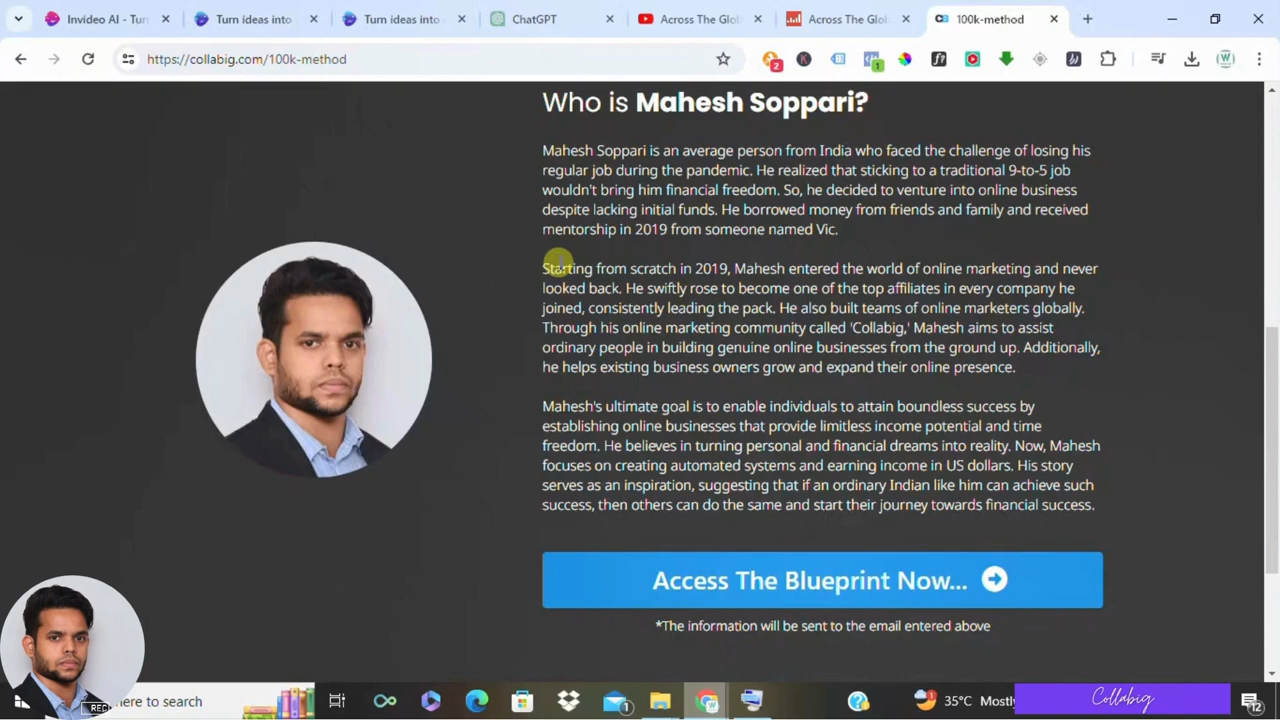 Invideo AI - Turn
Turn ideas into
Turn ideas into
ChatGPT
Across The Glob
Across The Glob
100k-method
https://collabig.com/100k-method
2
1
Who is Mahesh Soppari?
Mahesh Soppari is an average person from India who faced the challenge of losing his
regular job during the pandemic. He realized that sticking to a traditional 9-to-5 job
wouldn't bring him financial freedom. So, he decided to venture into online business
despite lacking initial funds. He borrowed money from friends and family and received
mentorship in 2019 from someone named Vic.
Starting from scratch in 2019, Mahesh entered the world of online marketing and never
looked back. He swiftly rose to become one of the top affiliates in every company he
joined, consistently leading the pack. He also built teams of online marketers globally.
Through his online marketing community called 'Collabig,' Mahesh aims to assist
ordinary people in building genuine online businesses from the ground up. Additionally,
he helps existing business owners grow and expand their online presence.
Mahesh's ultimate goal is to enable individuals to attain boundless success by
establishing online businesses that provide limitless income potential and time
freedom. He believes in turning personal and financial dreams into reality. Now, Mahesh
focuses on creating automated systems and earning income in US dollars. His story
serves as an inspiration, suggesting that if an ordinary Indian like him can achieve such
success, then others can do the same and start their journey towards financial success.
Access The Blueprint Now...
*The information will be sent to the email entered above
REC
here to search
1
1
35°C Mostly
Collabig
12